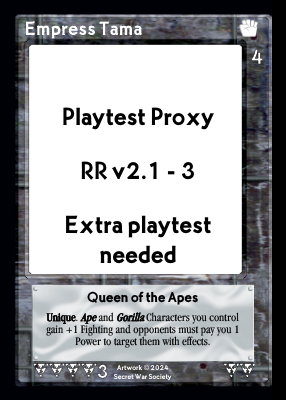 Empress Tama
4
Playtest Proxy
RR v2.1 - 3
Extra playtest
needed
Queen of the Apes
Unique. Ape and Gorilla Characters you control
gain +1 Fighting and opponents must pay you 1
Power to target them with effects.
3
Artwork © 2024
Secret War Society